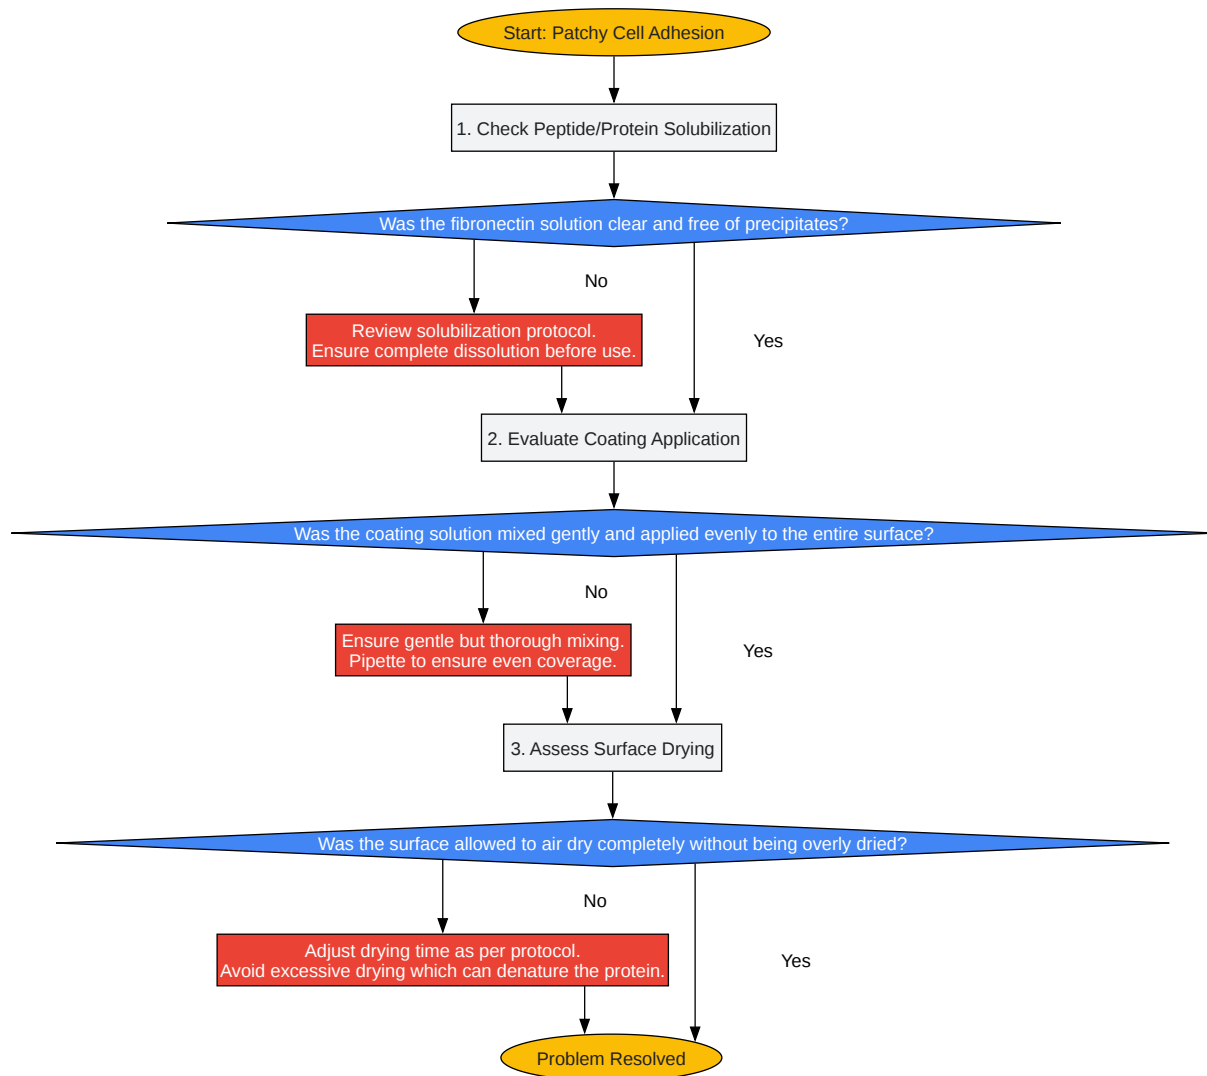 Start: Patchy Cell Adhesion
1. Check Peptide/Protein Solubilization
Was the fibronectin solution clear and free of precipitates?
No
Review solubilization protocol.
Ensure complete dissolution before use.
Yes
2. Evaluate Coating Application
Was the coating solution mixed gently and applied evenly to the entire surface?
No
Ensure gentle but thorough mixing.
Pipette to ensure even coverage.
Yes
3. Assess Surface Drying
Was the surface allowed to air dry completely without being overly dried?
No
Adjust drying time as per protocol.
Avoid excessive drying which can denature the protein.
Yes
Problem Resolved